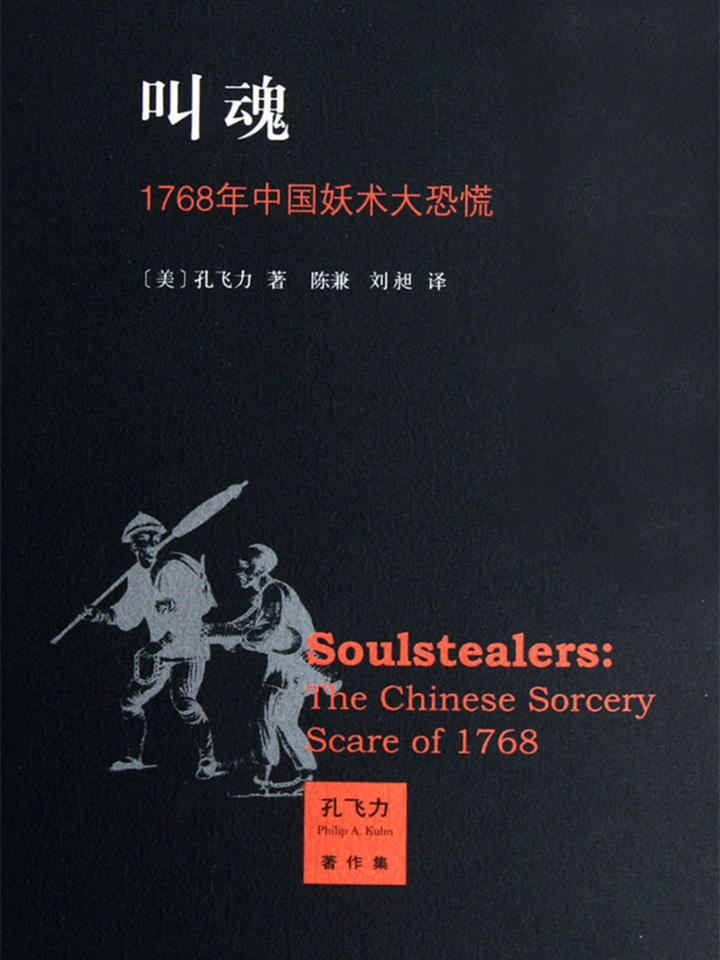 叫魂
1768年中国妖术大恐慌
〔美〕孔飞力 著 陈兼 刘昶 译
Soulstealers:
The Chinese Sorcery
Scare of 1768
孔飞力
Philip A. Kuhn
著作集